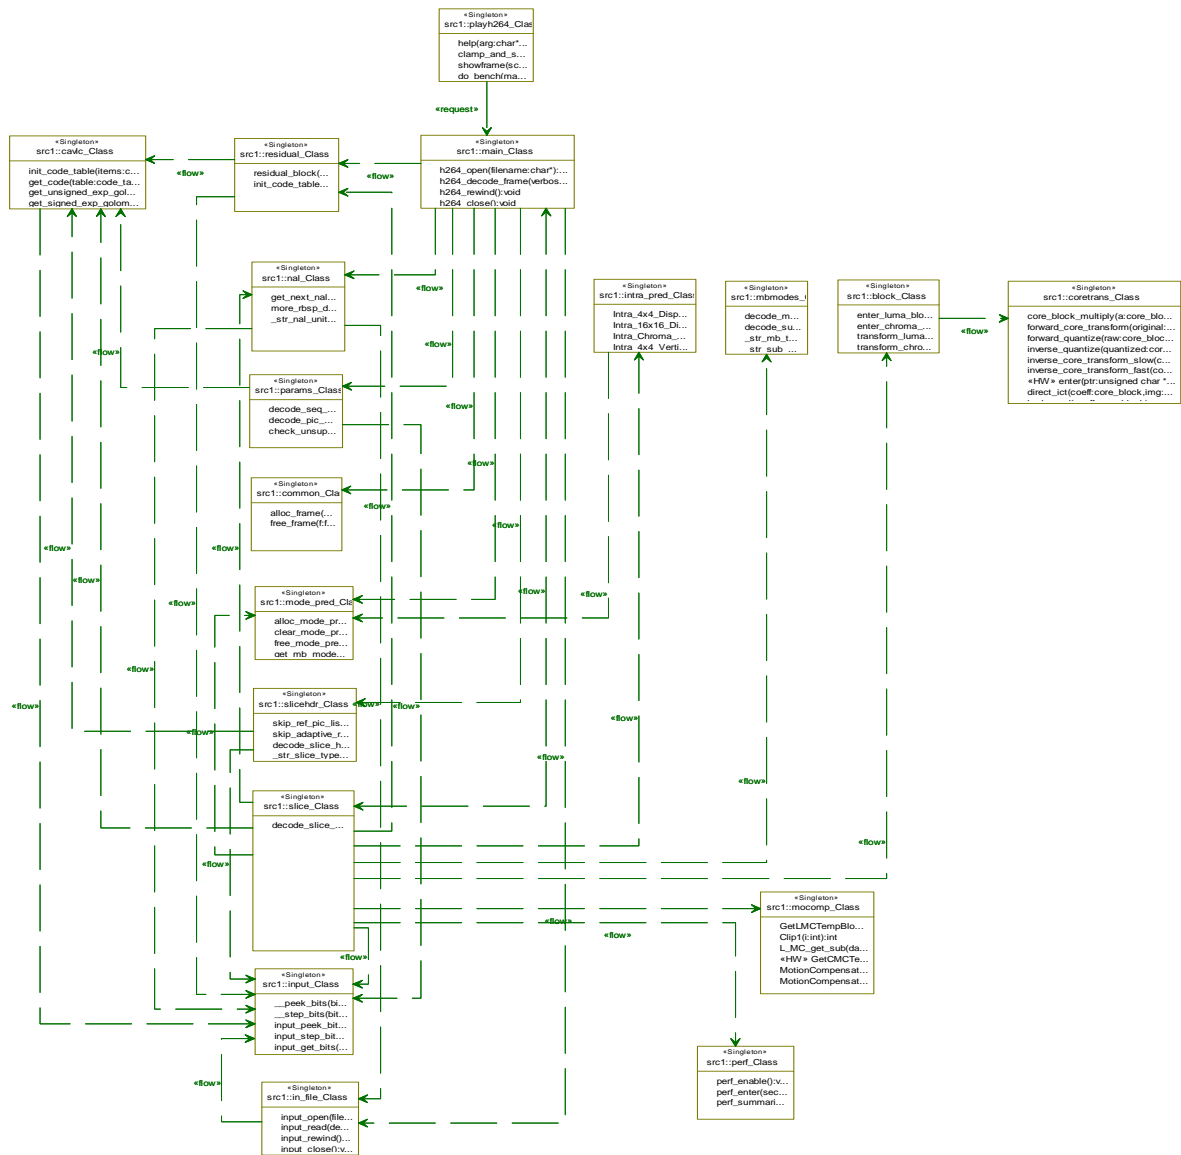 «Singleton»
src1::playh264_Clas
help(arg:char*...
clamp_and_s...
showframe(sc...
do_bench(ma...
«request»
«Singleton»
src1::cavlc_Class
init_code_table(items:c...
get_code(table:code_ta...
get_unsigned_exp_gol...
get_signed_exp_golom...
«flow»
«Singleton»
src1::residual_Class
residual_block(...
init_code_table...
«flow»
«Singleton»
src1::main_Class
h264_open(filename:char*):...
h264_decode_frame(verbos...
h264_rewind():void
h264_close():void
«Singleton»
src1::nal_Class
get_next_nal...
more_rbsp_d...
_str_nal_unit...
«flow»
«flow»
«Singleton»
src1::intra_pred_Class
Intra_4x4_Disp...
Intra_16x16_Di...
Intra_Chroma_...
Intra_4x4_Verti...
«Singleton»
src1::mbmodes_
decode_m...
decode_su...
_str_mb_t...
str_sub_...
«Singleton»
src1::block_Class
enter_luma_blo...
enter_chroma_...
transform_luma...
transform_chro...
«flow»
«Singleton»
src1::coretrans_Class
core_block_multiply(a:core_blo...
forward_core_transform(original:...
forward_quantize(raw:core_bloc...
inverse_quantize(quantized:cor...
inverse_core_transform_slow(c...
inverse_core_transform_fast(co...
«HW» enter(ptr:unsigned char *...
direct_ict(coeff:core_block,img:...
«Singleton»
src1::params_Class
decode_seq_...
decode_pic_...
check_unsup...
«flow»
«flow»
«Singleton»
src1::common_Cla
alloc_frame(...
free_frame(f:f...
«flow»
«flow»
«flow»
«flow»
«flow»
«Singleton»
src1::mode_pred_Cla
alloc_mode_pr...
clear_mode_pr...
free_mode_pre...
get_mb_mode...
«flow»
«flow»
«flow»
«Singleton»
src1::slicehdr_Class
skip_ref_pic_lis...
skip_adaptive_r...
decode_slice_h...
_str_slice_type...
«flow»
«flow»
«flow»
«flow»
«flow»
«flow»
«Singleton»
src1::slice_Class
decode_slice_...
«flow»
«flow»
«flow»
«flow»
«flow»
«flow»
«Singleton»
src1::mocomp_Class
GetLMCTempBlo...
Clip1(i:int):int
L_MC_get_sub(da...
«HW» GetCMCTe...
MotionCompensat...
MotionCompensat...
«Singleton»
src1::input_Class
__peek_bits(bi...
__step_bits(bit...
input_peek_bit...
input_step_bit...
input_get_bits(...
«flow»
«Singleton»
src1::perf_Class
perf_enable():v...
perf_enter(sec...
perf_summari...
«Singleton»
src1::in_file_Class
input_open(file...
input_read(de...
input_rewind()...
input_close():v...